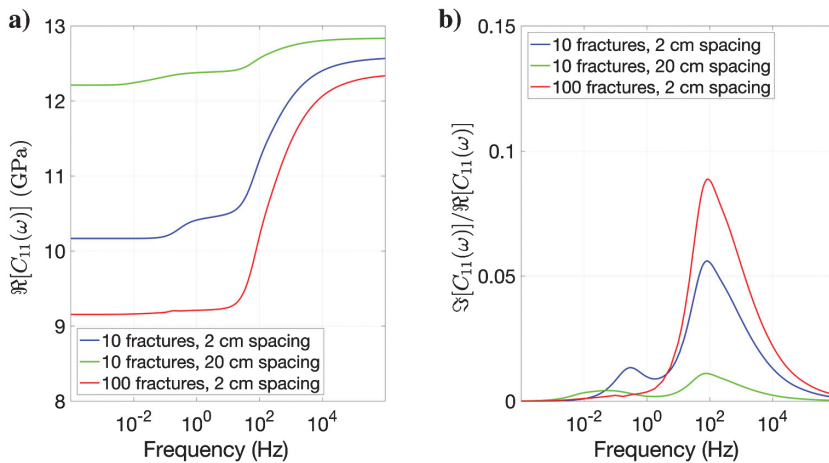 a)
13
12
11
10
9
8
ℜ[C₁₁(ω)] (GPa)
10 fractures, 2 cm spacing
10 fractures, 20 cm spacing
100 fractures, 2 cm spacing
10⁻² 10⁰ 10² 10⁴
Frequency (Hz)
b)
0.15
0.1
0.05
0
ℑ[C₁₁(ω)]/ℜ[C₁₁(ω)]
10 fractures, 2 cm spacing
10 fractures, 20 cm spacing
100 fractures, 2 cm spacing
10⁻² 10⁰ 10² 10⁴
Frequency (Hz)